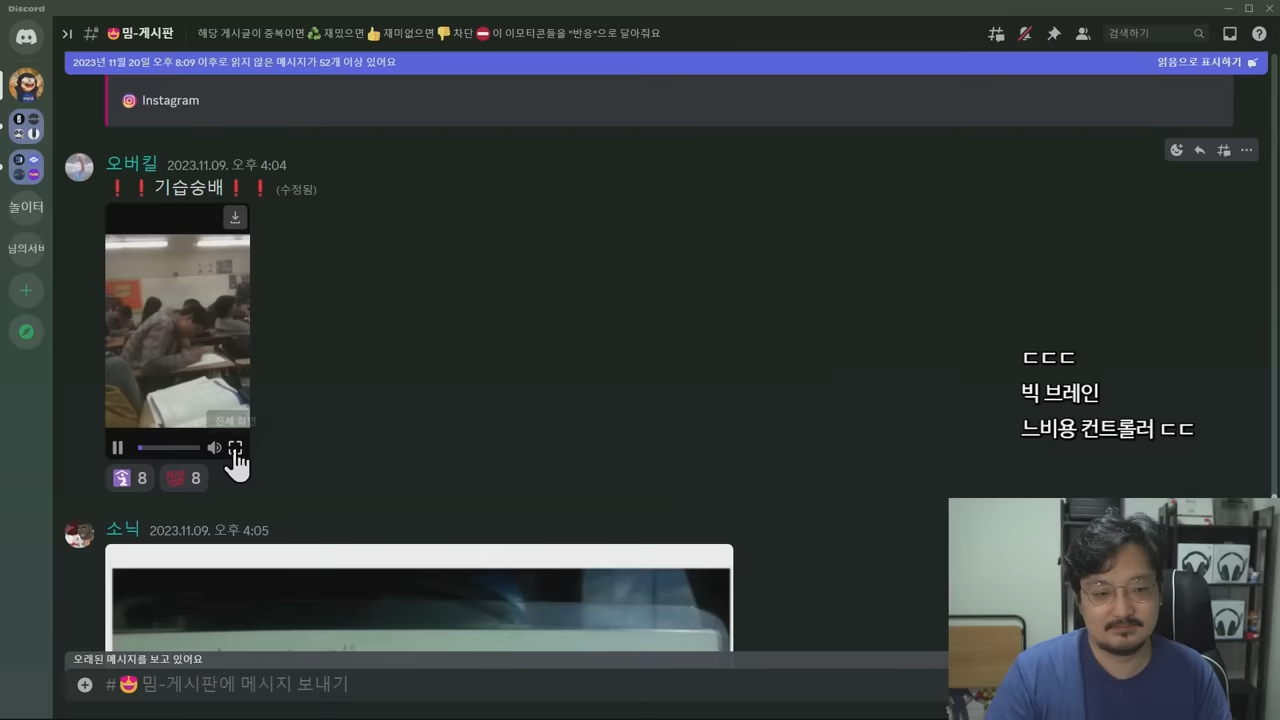 Discord
밈-게시판
해당 게시글이 중복이면 재밌으면 재미없으면 차단 이 이모티콘들을 "반응"으로 달아줘요
검색하기
2023년 11월 20일 오후 8:09 이후로 읽지 않은 메시지가 52개 이상 있어요
읽음으로 표시하기
Instagram
오버킬 2023.11.09. 오후 4:04
❗❗기습숭배❗❗ (수정됨)
놀이터
님의서버
전체 화면
8
8
ㄷㄷㄷ
빅 브레인
느비용 컨트롤러 ㄷㄷ
소닉 2023.11.09. 오후 4:05
오래된 메시지를 보고 있어요
#😍밈-게시판에 메시지 보내기